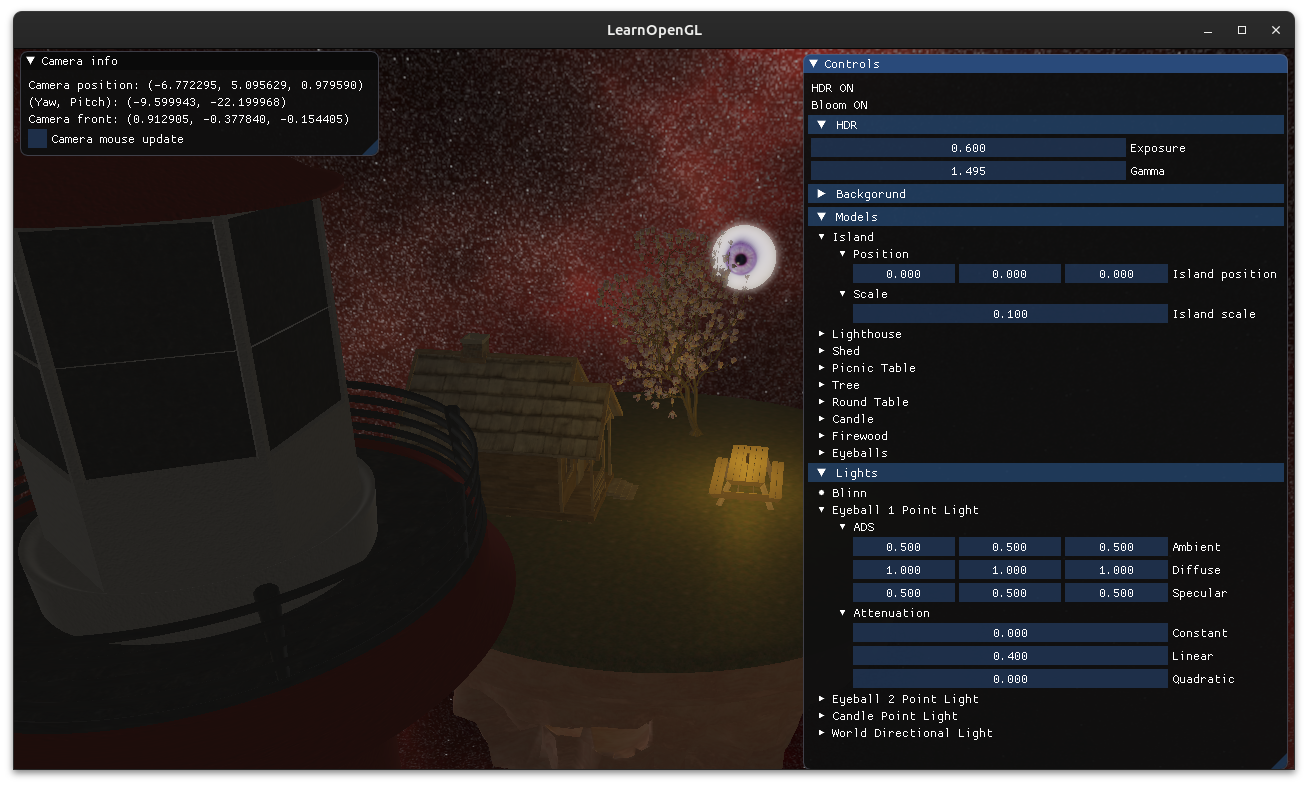 LearnOpenGL
Camera info
Camera position: (-6.772295, 5.095629, 0.979590)
(Yaw, Pitch): (-9.599943, -22.199968)
Camera front: (0.912905, -0.377840, -0.154405)
Camera mouse update
Controls
HDR ON
Bloom ON
HDR
0.600 Exposure
1.495 Gamma
Backgorund
Models
Island
Position
0.000 0.000 0.000 Island position
Scale
0.100 Island scale
Lighthouse
Shed
Picnic Table
Tree
Round Table
Candle
Firewood
Eyeballs
Lights
Blinn
Eyeball 1 Point Light
ADS
0.500 0.500 0.500 Ambient
1.000 1.000 1.000 Diffuse
0.500 0.500 0.500 Specular
Attenuation
0.000 Constant
0.400 Linear
0.000 Quadratic
Eyeball 2 Point Light
Candle Point Light
World Directional Light